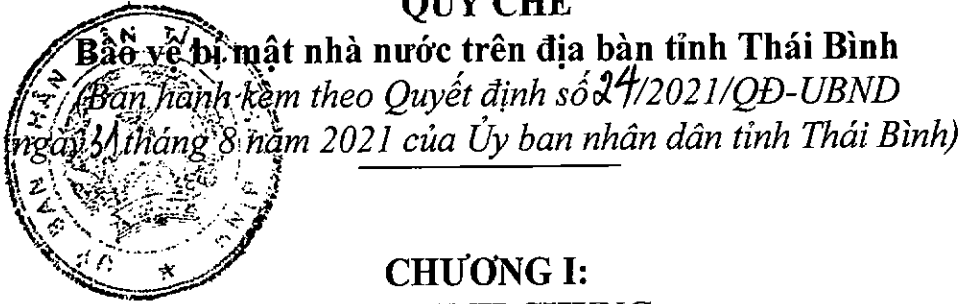 QUY CHẾ
Bảo vệ bí mật nhà nước trên địa bàn tỉnh Thái Bình
(Ban hành kèm theo Quyết định số 24/2021/QĐ-UBND
ngày 31 tháng 8 năm 2021 của Ủy ban nhân dân tỉnh Thái Bình)
CHƯƠNG I: